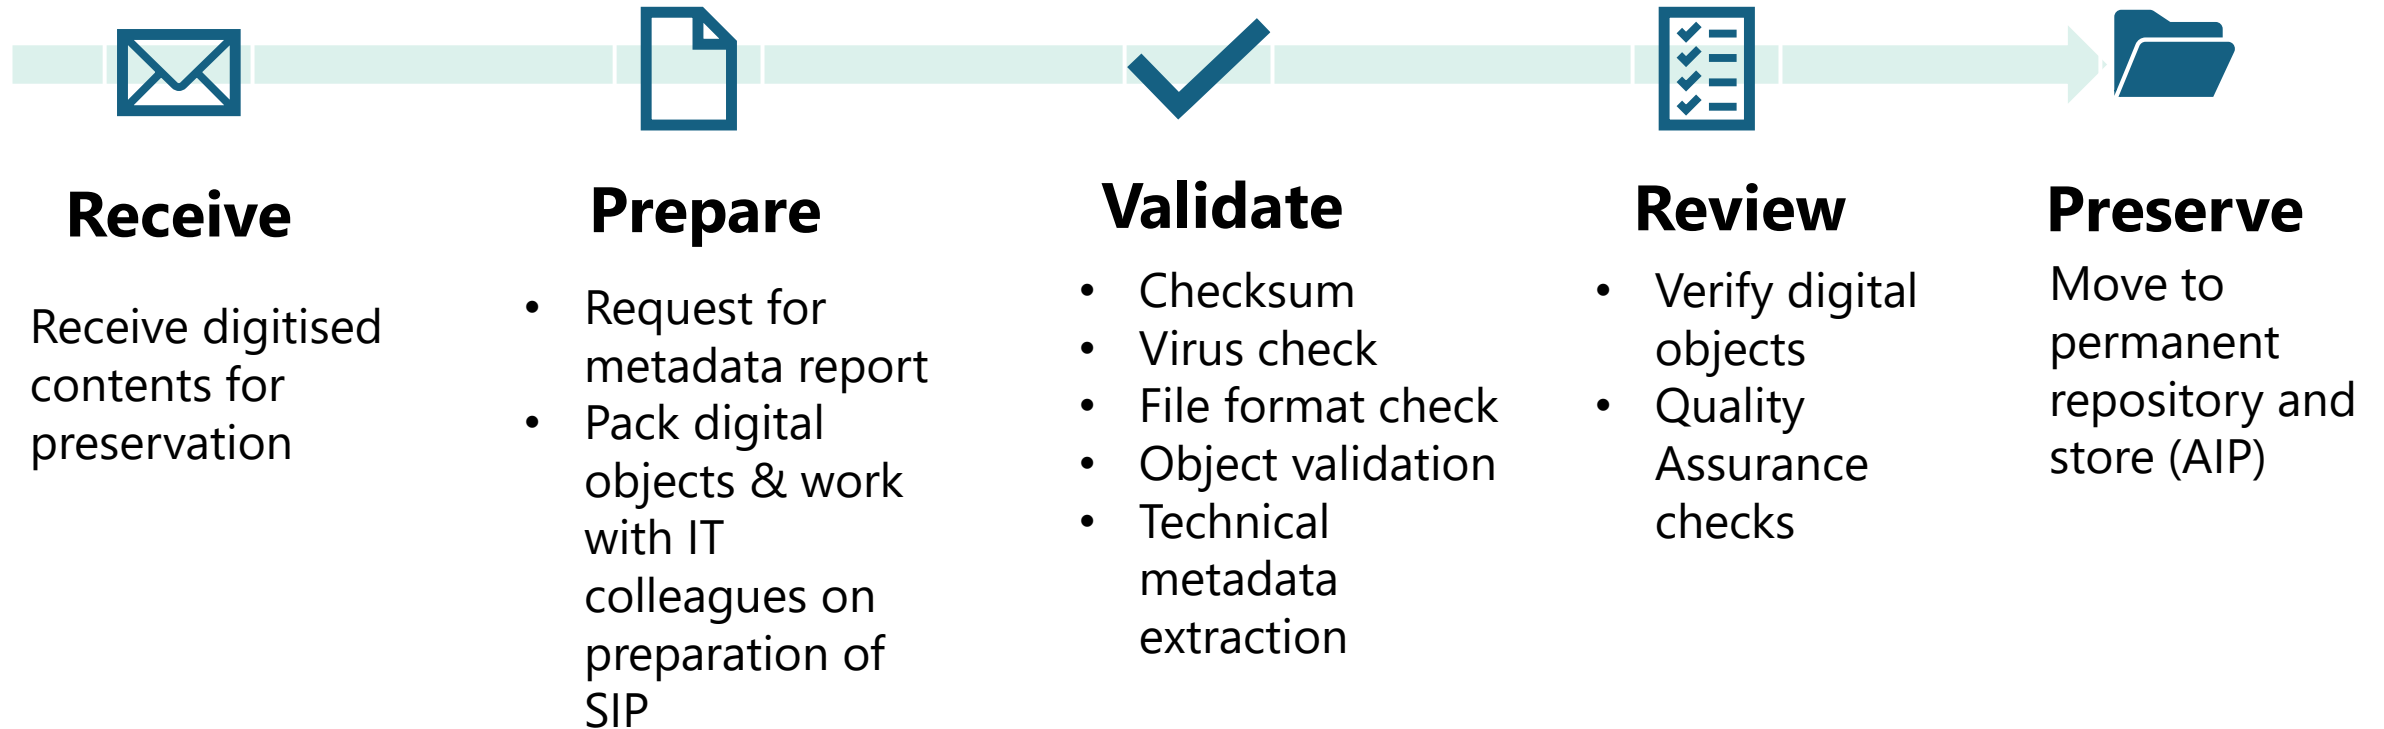 Receive
Receive digitised
contents for
preservation
Prepare
• Request for
metadata report
• Pack digital
objects & work
with IT
colleagues on
preparation of
SIP
Validate
• Checksum
• Virus check
• File format check
• Object validation
• Technical
metadata
extraction
Review
• Verify digital
objects
• Quality
Assurance
checks
Preserve
Move to
permanent
repository and
store (AIP)